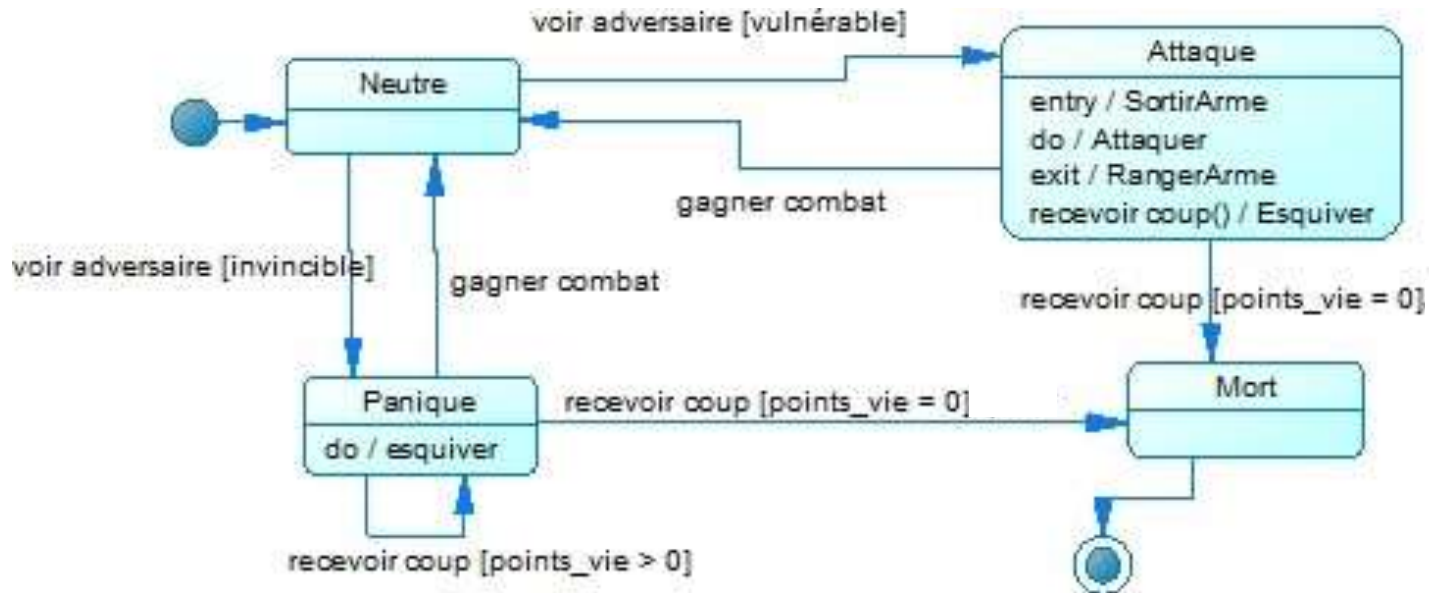 voir adversaire [vulnérable]
Neutre
Attaque
entry / SortirArme
do / Attaquer
exit / RangerArme
recevoir coup() / Esquiver
gagner combat
voir adversaire [invincible]
gagner combat
recevoir coup [points_vie = 0]
Panique
do / esquiver
recevoir coup [points_vie = 0]
Mort
recevoir coup [points_vie > 0]